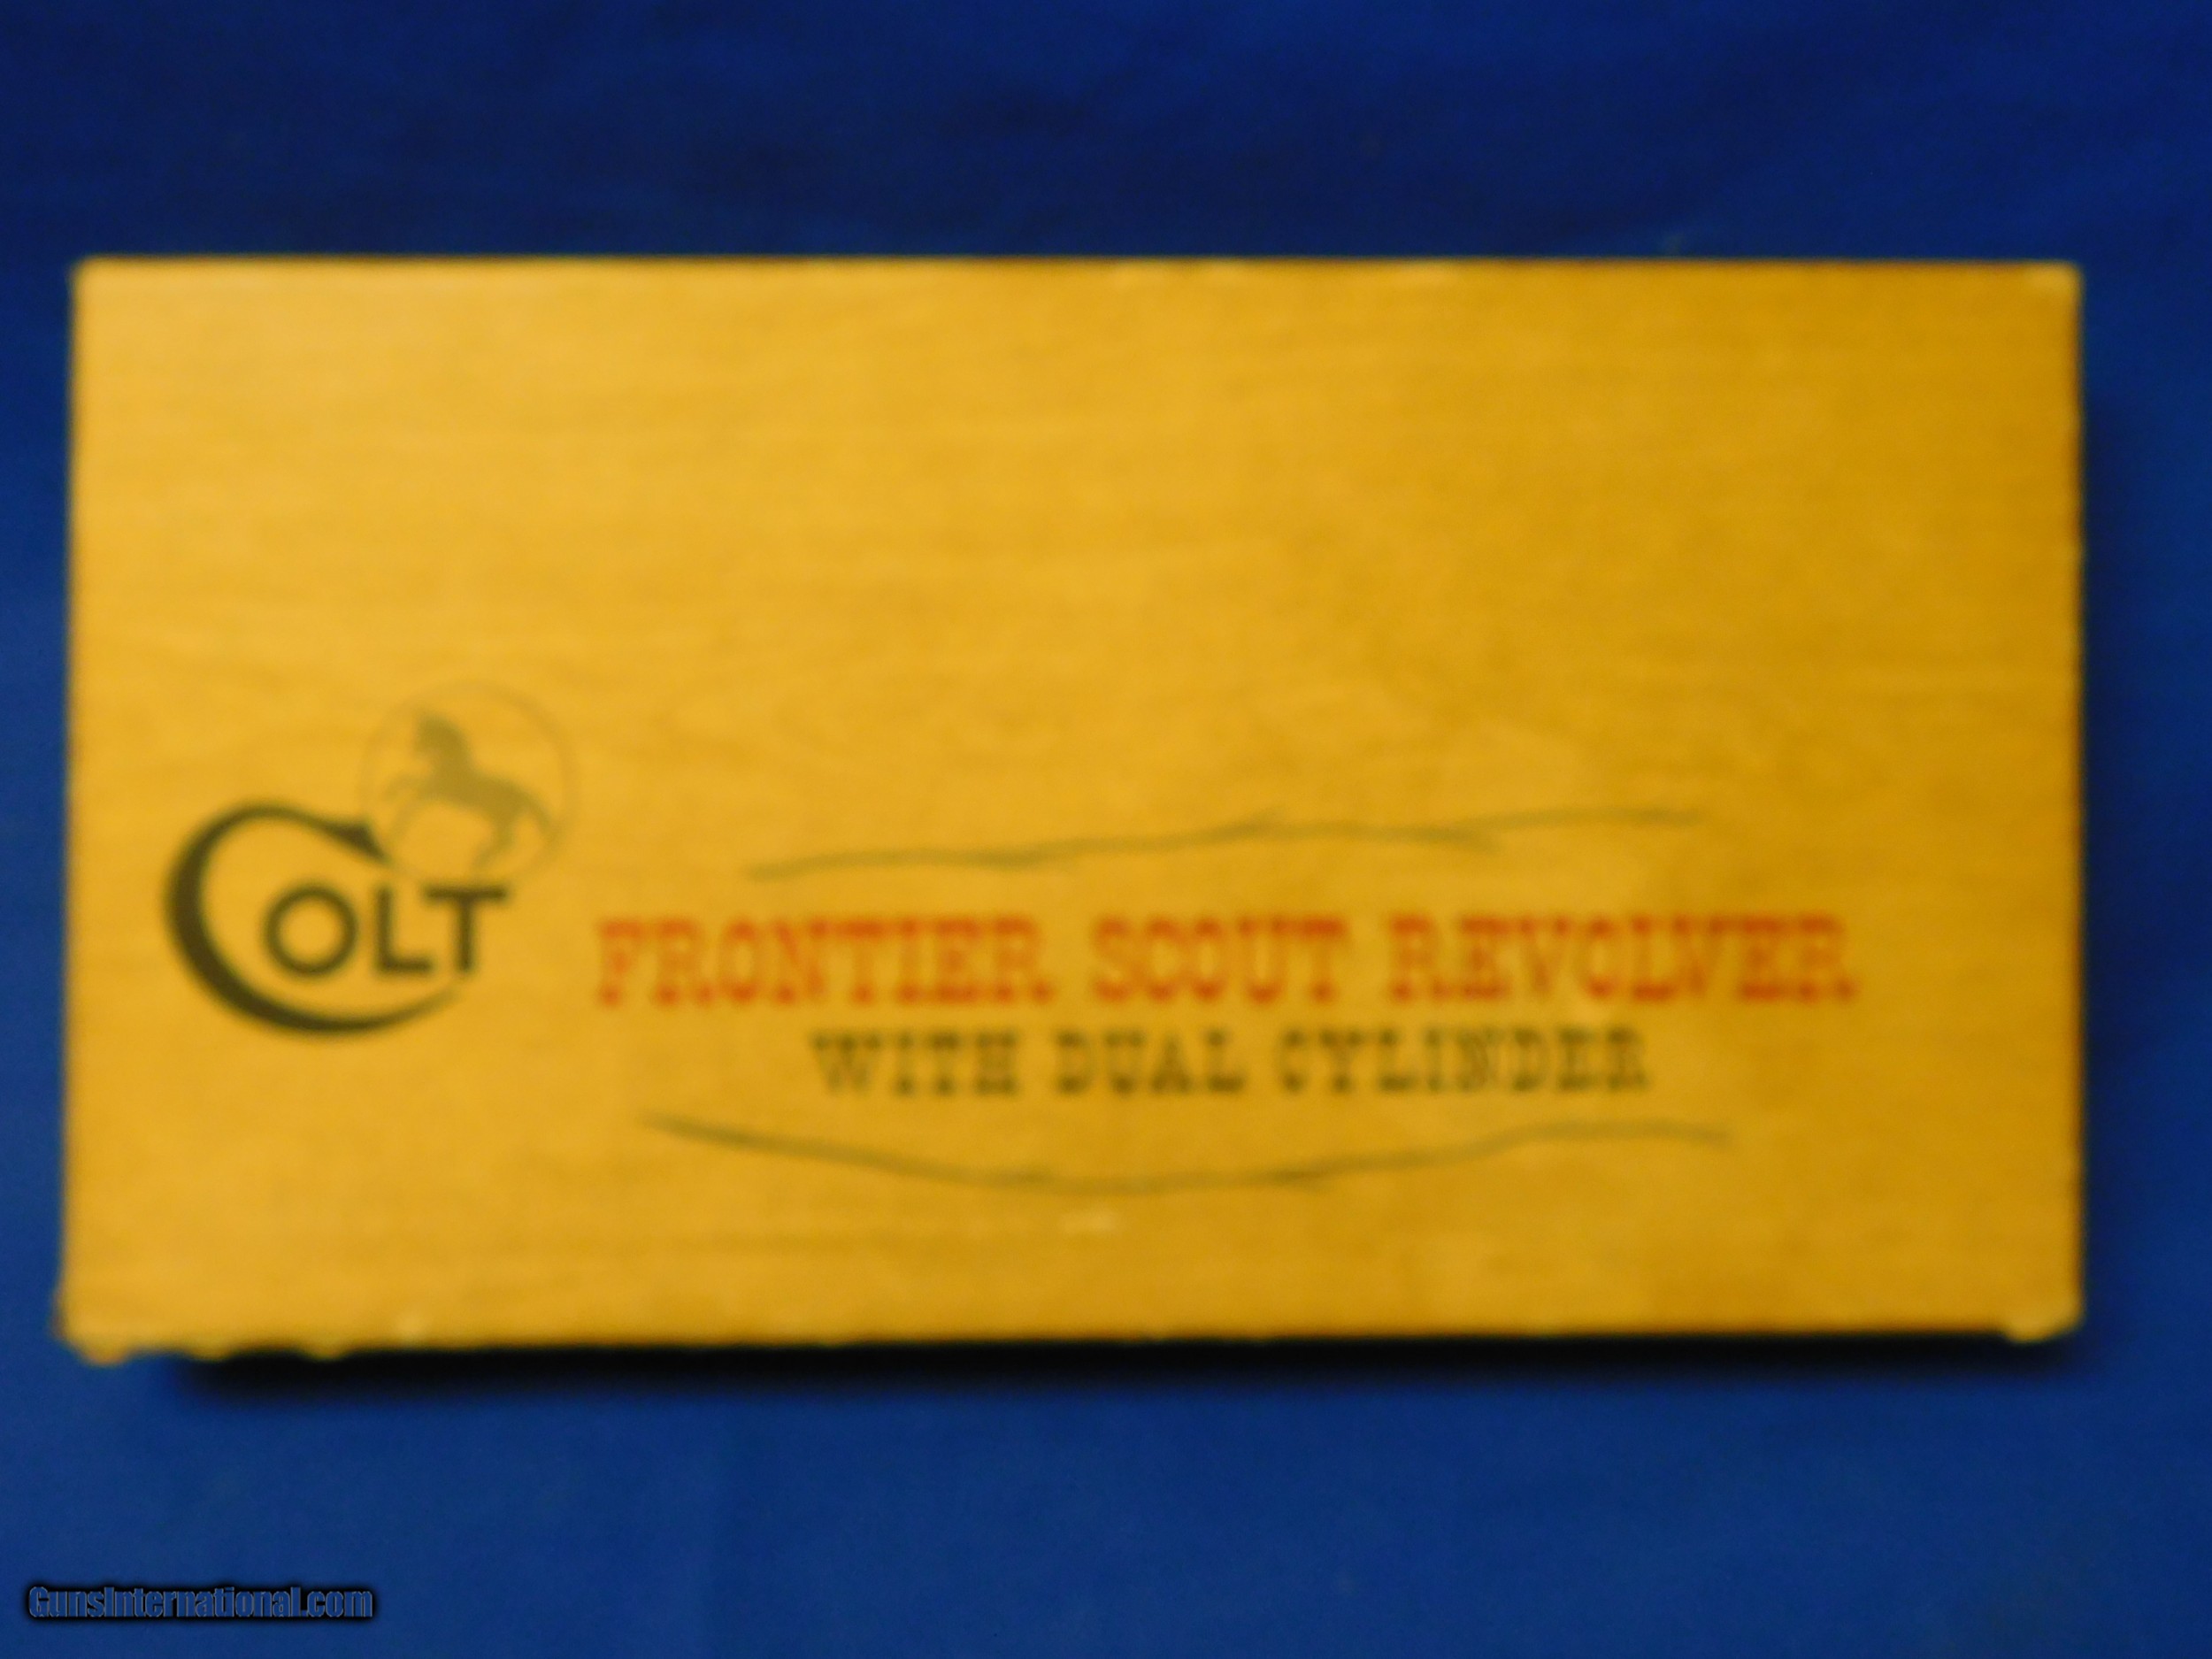 COLT
FRONTIER SCOUT REVOLVER
WITH DUAL CYLINDER
GunsInternational.com